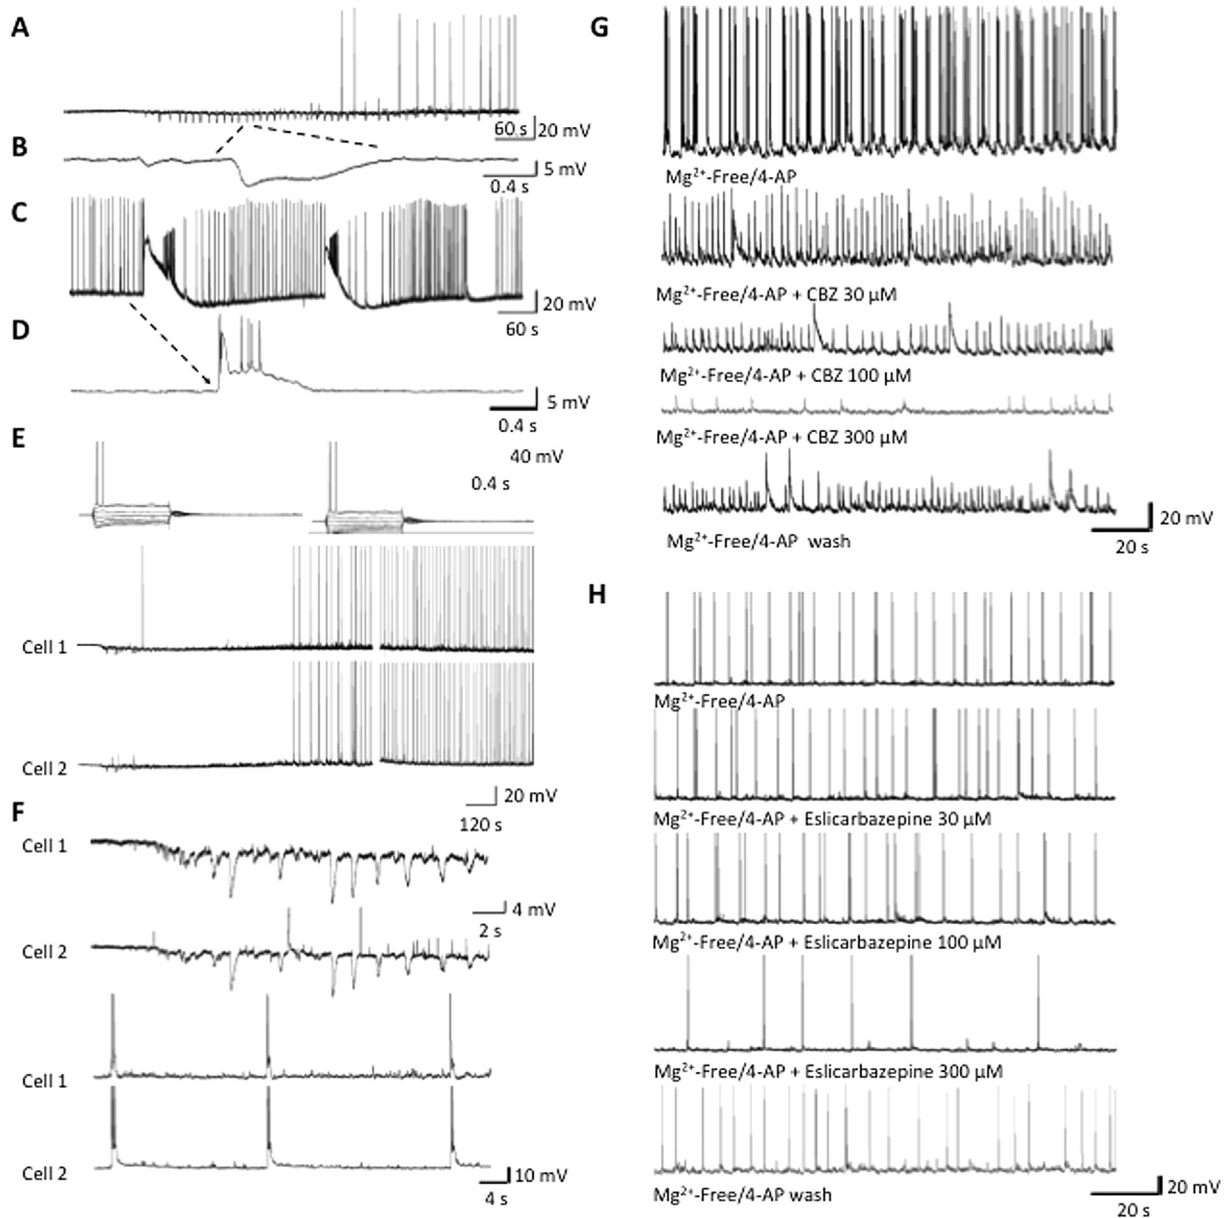 A
60 s 20 mV
B
5 mV
0.4 s
C
20 mV
60 s
D
5 mV
0.4 s
E
40 mV
0.4 s
Cell 1
Cell 2
20 mV
120 s
F
Cell 1
4 mV
2 s
Cell 2
Cell 1
Cell 2
10 mV
4 s
G
Mg²⁺-Free/4-AP
Mg²⁺-Free/4-AP + CBZ 30 µM
Mg²⁺-Free/4-AP + CBZ 100 µM
Mg²⁺-Free/4-AP + CBZ 300 µM
Mg²⁺-Free/4-AP wash
20 mV
20 s
H
Mg²⁺-Free/4-AP
Mg²⁺-Free/4-AP + Eslicarbazepine 30 µM
Mg²⁺-Free/4-AP + Eslicarbazepine 100 µM
Mg²⁺-Free/4-AP + Eslicarbazepine 300 µM
Mg²⁺-Free/4-AP wash
20 mV
20 s